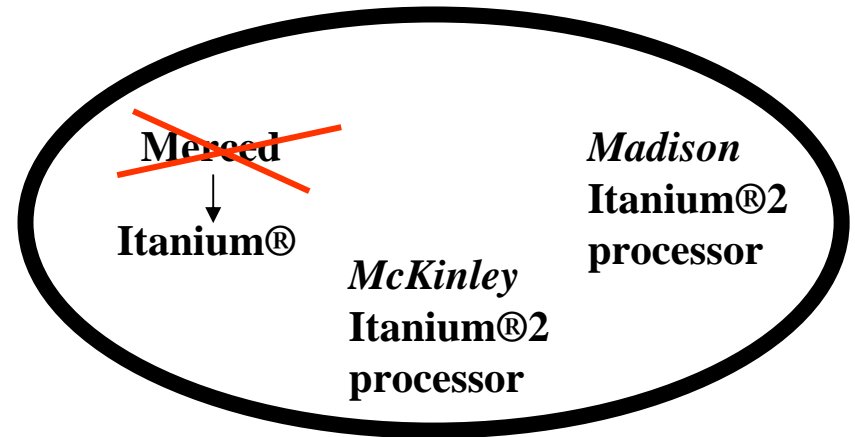 Merced
Itanium®
McKinley
Itanium®2
processor
Madison
Itanium®2
processor